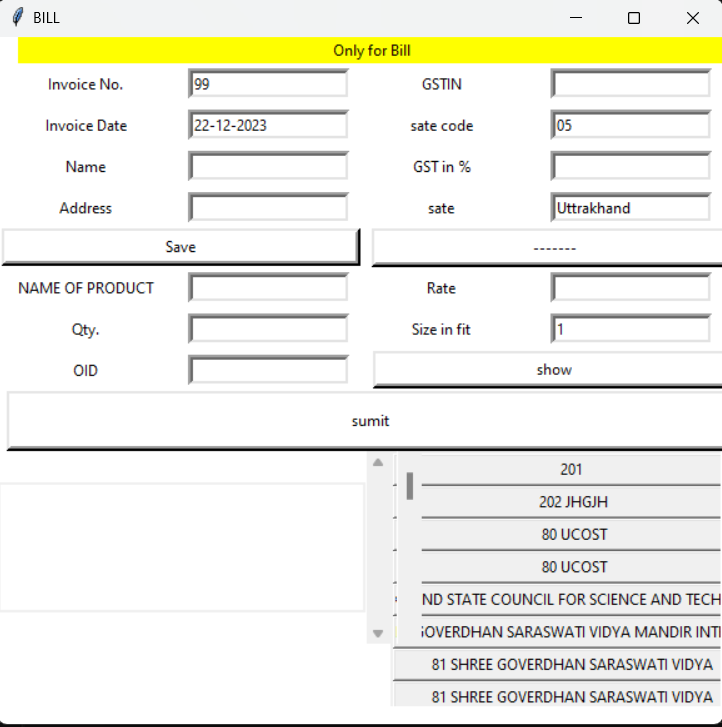 BILL
Only for Bill
Invoice No. 99 GSTIN
Invoice Date 22-12-2023 sate code 05
Name GST in %
Address sate Uttrakhand
Save -------
NAME OF PRODUCT Rate
Qty. Size in fit 1
OID show
sumit
201
202 JHGJH
80 UCOST
80 UCOST
ND STATE COUNCIL FOR SCIENCE AND TECH
GOVERDHAN SARASWATI VIDYA MANDIR INT
81 SHREE GOVERDHAN SARASWATI VIDYA
81 SHREE GOVERDHAN SARASWATI VIDYA